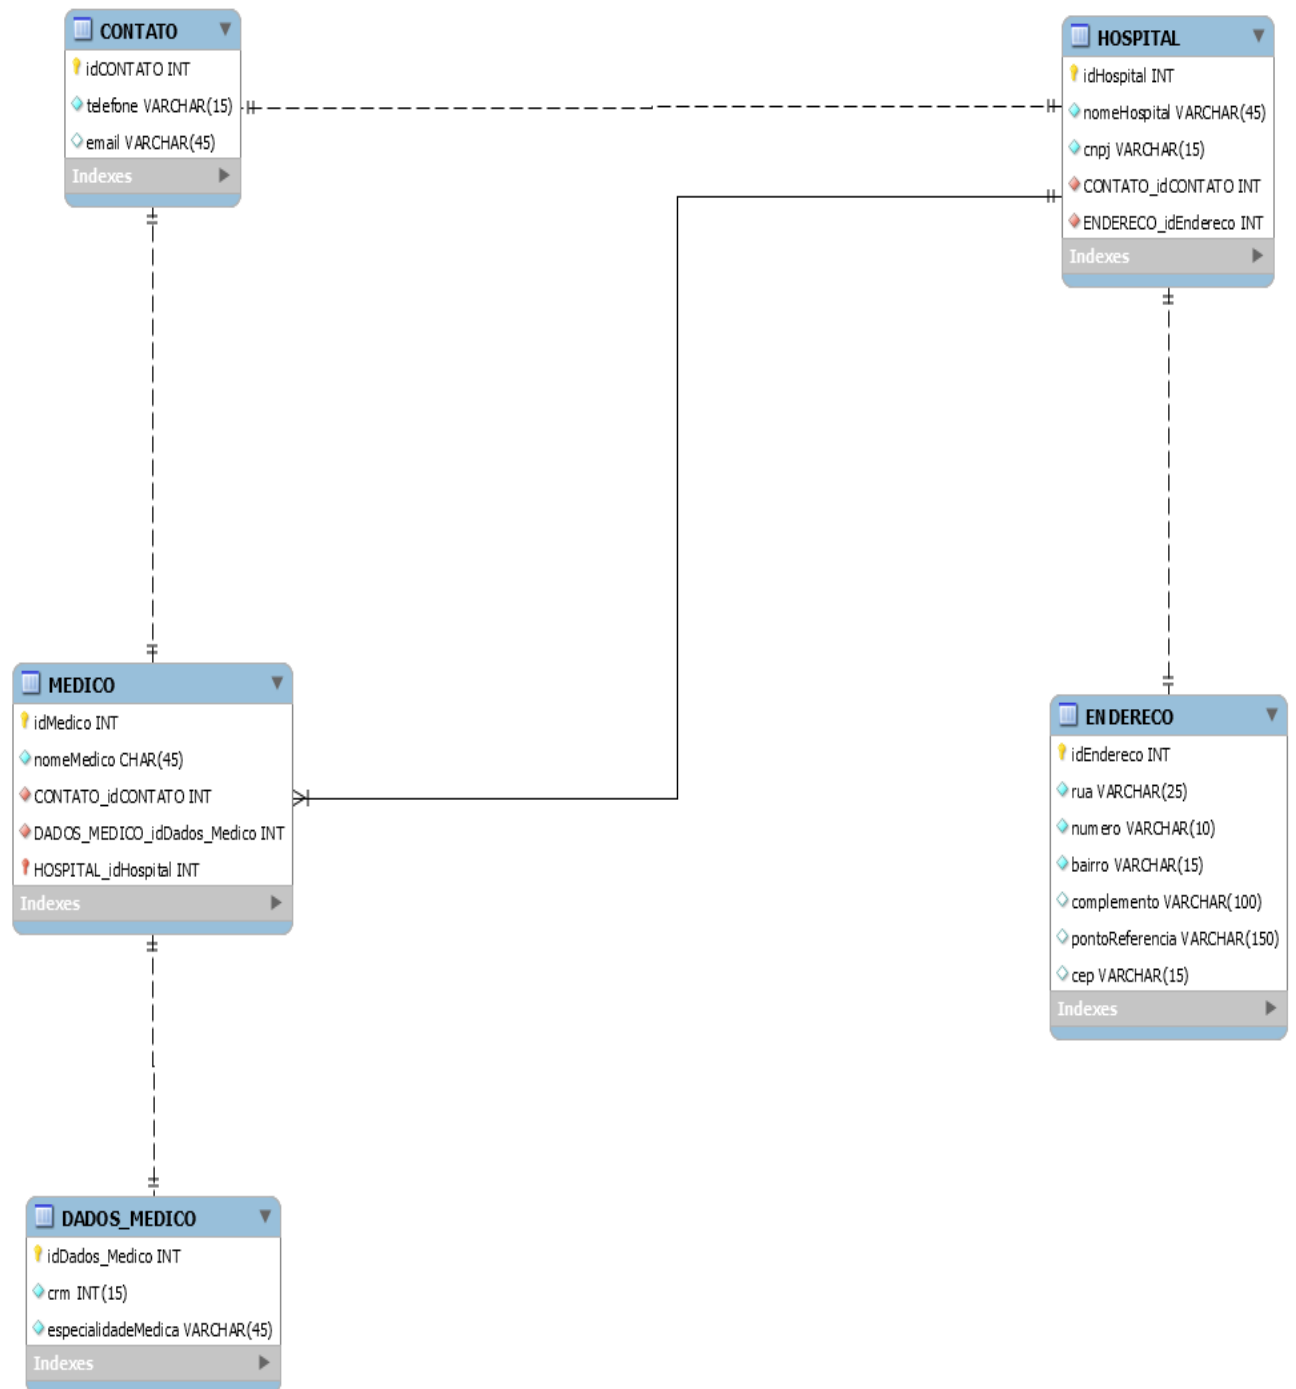 CONTATO
idCONTATO INT
telefone VARCHAR(15)
email VARCHAR(45)
Indexes
HOSPITAL
idHospital INT
nomeHospital VARCHAR(45)
cnpj VARCHAR(15)
CONTATO_idCONTATO INT
ENDERECO_idEndereco INT
Indexes
MEDICO
idMedico INT
nomeMedico CHAR(45)
CONTATO_idCONTATO INT
DADOS_MEDICO_idDados_Medico INT
HOSPITAL_idHospital INT
Indexes
ENDERECO
idEndereco INT
rua VARCHAR(25)
numero VARCHAR(10)
bairro VARCHAR(15)
complemento VARCHAR(100)
pontoReferencia VARCHAR(150)
cep VARCHAR(15)
Indexes
DADOS_MEDICO
idDados_Medico INT
crm INT(15)
especialidadeMedica VARCHAR(45)
Indexes